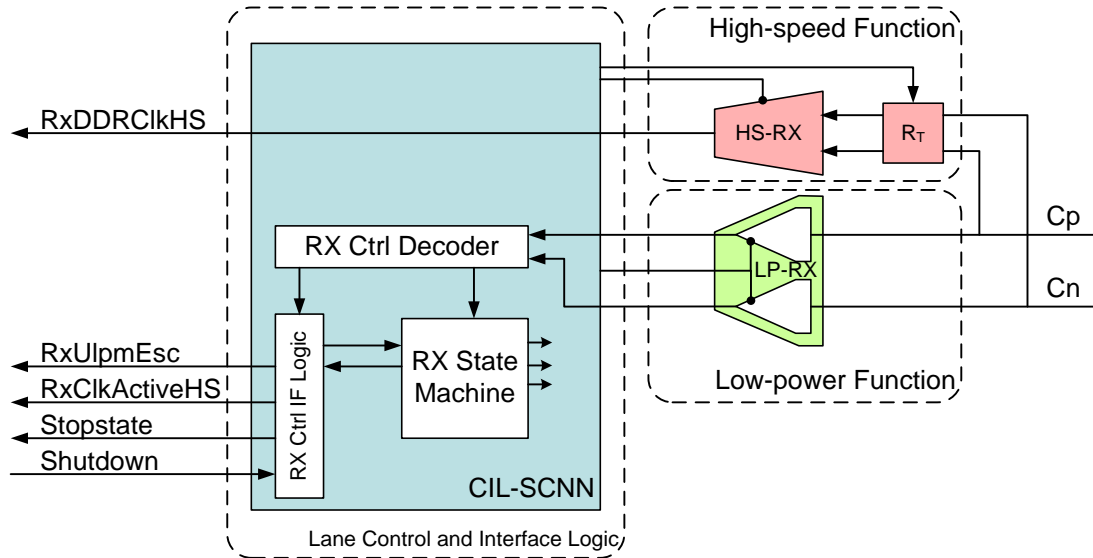 High-speed Function
RxDDRClkHS
HS-RX
RT
Cp
RX Ctrl Decoder
LP-RX
Cn
RxUlpmEsc
RX Ctrl IF Logic
RX State
Machine
Low-power Function
RxClkActiveHS
Stopstate
Shutdown
CIL-SCNN
Lane Control and Interface Logic